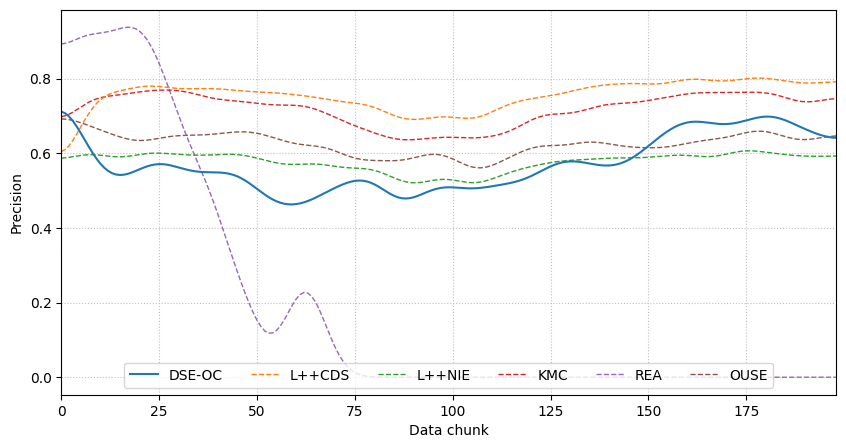 Precision
0.8
0.6
0.4
0.2
0.0
DSE-OC L++CDS L++NIE KMC REA OUSE
0 25 50 75 100 125 150 175
Data chunk